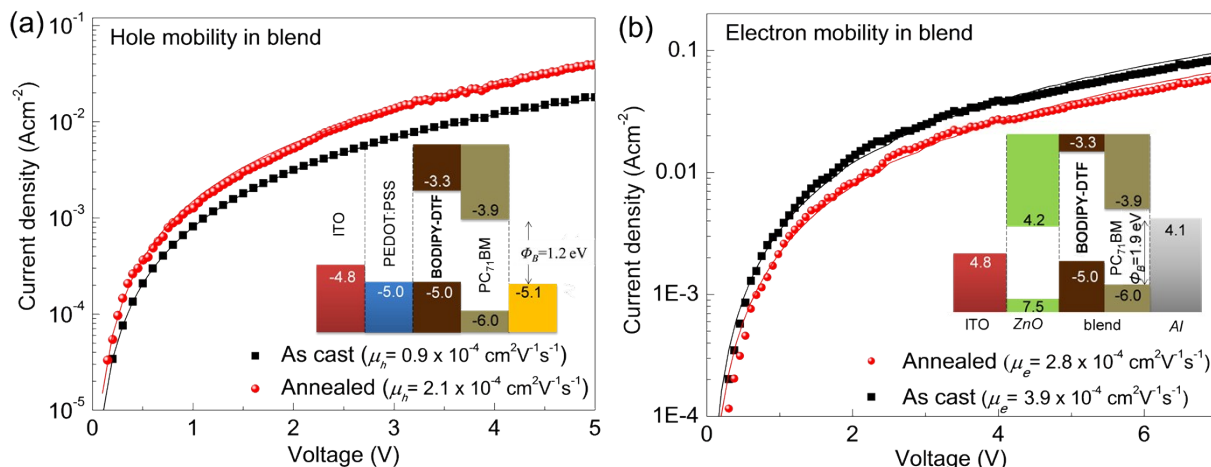 (a)
Hole mobility in blend
Current density (Acm⁻²)
10⁻¹
10⁻²
10⁻³
10⁻⁴
10⁻⁵
0
1
2
3
4
5
Voltage (V)
ITO
PEDOT:PSS
BODIPY-DTF
PC₇₁BM
-3.3
-3.9
Φ_B=1.2 eV
-4.8
-5.0
-5.0
-6.0
-5.1
As cast (μₕ= 0.9 x 10⁻⁴ cm²V⁻¹s⁻¹)
Annealed (μₕ= 2.1 x 10⁻⁴ cm²V⁻¹s⁻¹)
(b)
Electron mobility in blend
Current density (Acm⁻²)
0.1
0.01
1E-3
1E-4
0
2
4
6
Voltage (V)
-3.3
BODIPY-DTF
-3.9
PC₇₁BM
Φ_B=1.9 eV
4.2
4.1
4.8
-5.0
-6.0
7.5
ITO
ZnO
blend
Al
Annealed (μₑ= 2.8 x 10⁻⁴ cm²V⁻¹s⁻¹)
As cast (μₑ= 3.9 x 10⁻⁴ cm²V⁻¹s⁻¹)